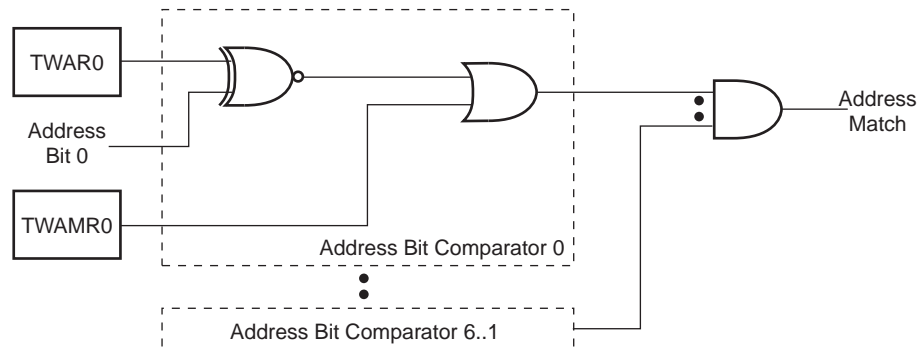 TWAR0
Address
Bit 0
TWAMR0
Address Bit Comparator 0
Address
Match
Address Bit Comparator 6..1